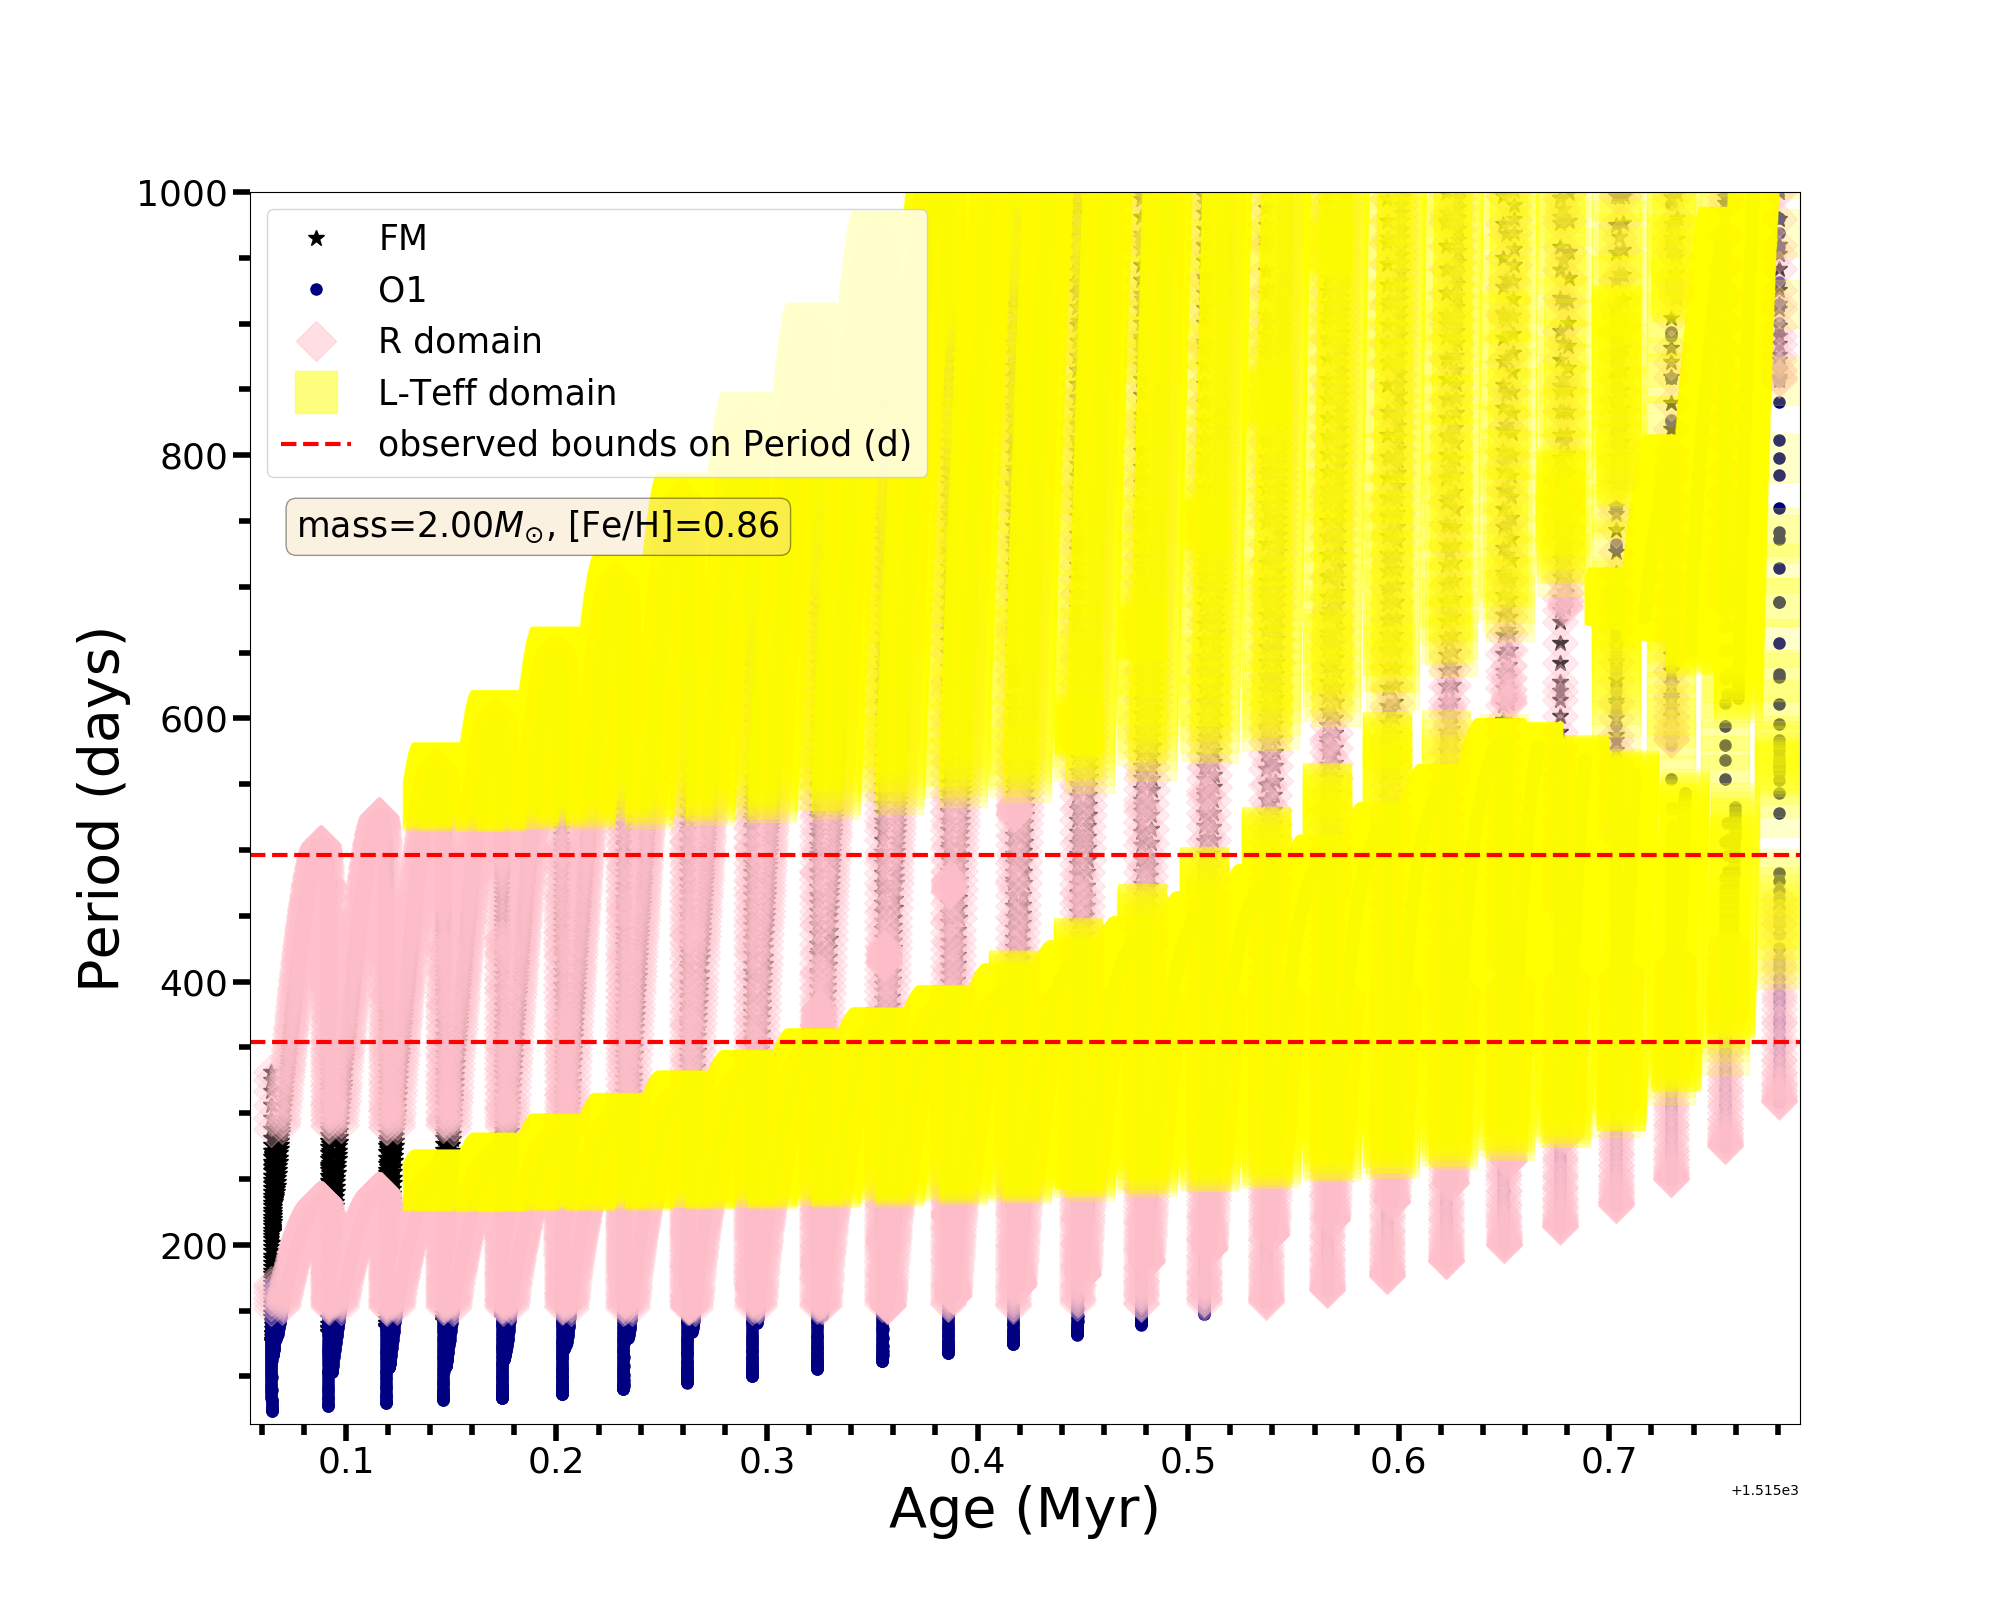 1000
800
600
400
200
Period (days)
FM
O1
R domain
L-Teff domain
observed bounds on Period (d)
mass=2.00M☉, [Fe/H]=0.86
0.1 0.2 0.3 0.4 0.5 0.6 0.7
+1.515e3
Age (Myr)